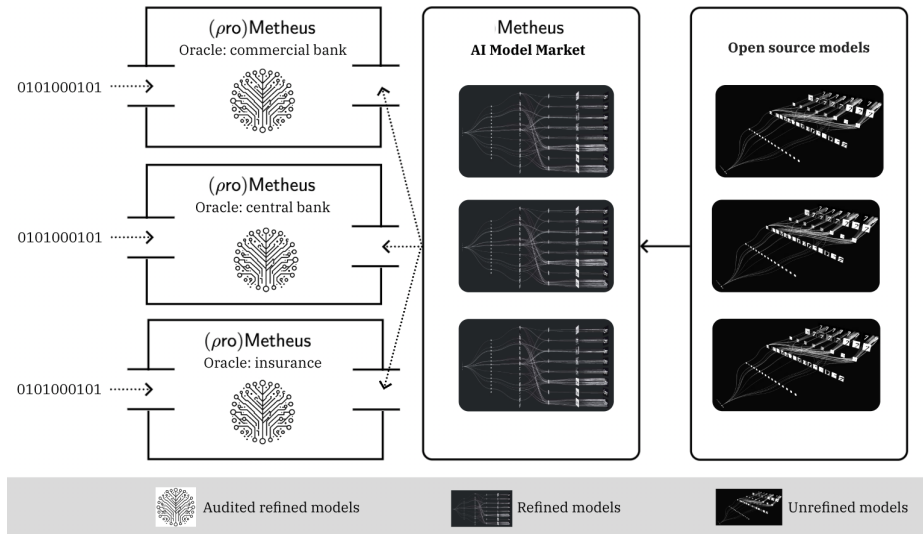 (ρro)Metheus
Oracle: commercial bank
0101000101
(ρro)Metheus
Oracle: central bank
0101000101
(ρro)Metheus
Oracle: insurance
0101000101
Metheus
AI Model Market
Open source models
Audited refined models
Refined models
Unrefined models